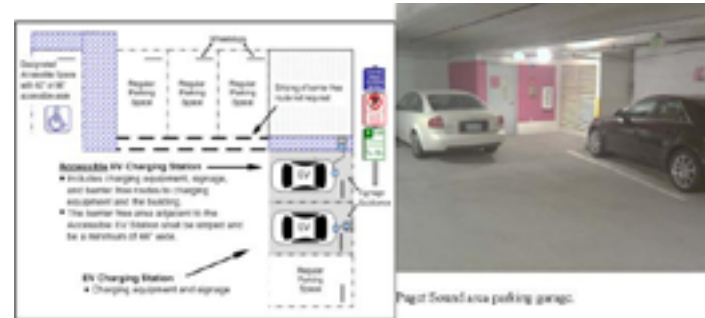 Wheelstops
Designated
Accessible Space
with 60" or 96"
accessible aisle
Regular
Parking
Space
Regular
Parking
Space
Regular
Parking
Space
Striping of barrier free
route not required
Accessible EV Charging Station
• Includes charging equipment, signage,
and barrier free routes to charging
equipment and the building.
• The barrier free area adjacent to the
Accessible EV Station shall be striped and
be a minimum of 44" wide.
EV
EV
Signage
Guidance
EV Charging Station
• Charging equipment and signage
Regular
Parking
Space
Puget Sound area parking garage.